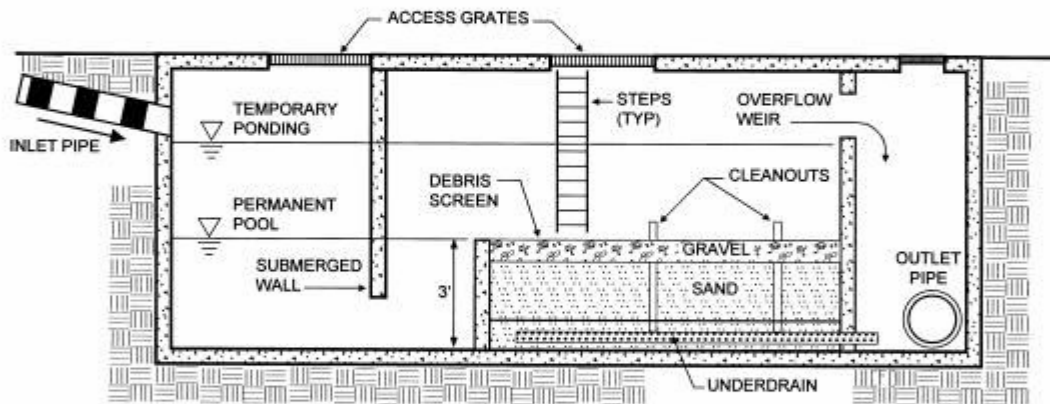 ACCESS GRATES
TEMPORARY
PONDING
INLET PIPE
STEPS
(TYP)
OVERFLOW
WEIR
DEBRIS
SCREEN
CLEANOUTS
PERMANENT
POOL
SUBMERGED
WALL
3'
GRAVEL
SAND
OUTLET
PIPE
UNDERDRAIN